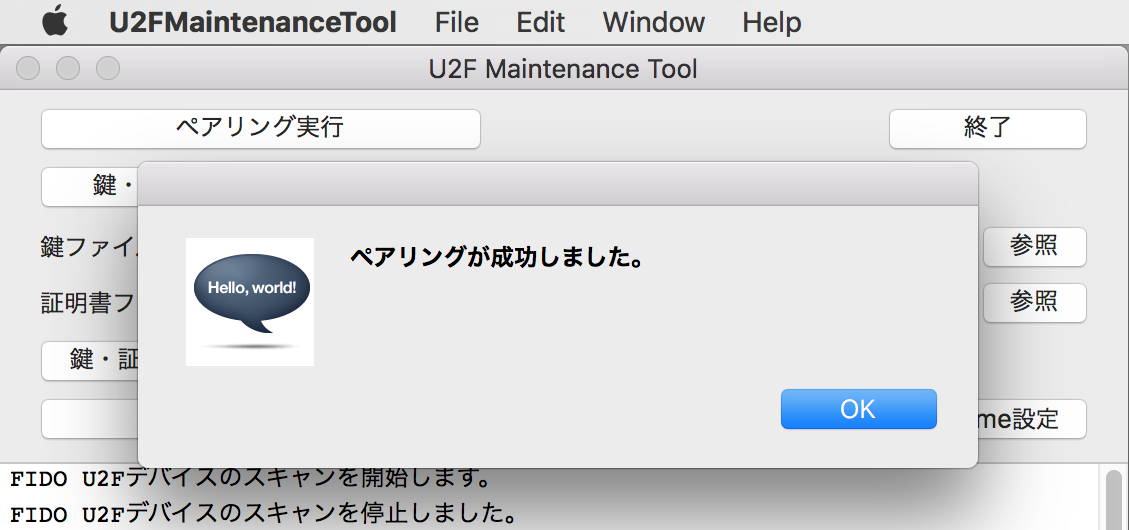 U2FMaintenanceTool File Edit Window Help
U2F Maintenance Tool
ペアリング実行 終了
鍵・
鍵ファイ 参照
証明書フ 参照
鍵・証
me設定
Hello, world!
ペアリングが成功しました。
OK
FIDO U2Fデバイスのスキャンを開始します。
FIDO U2Fデバイスのスキャンを停止しました。